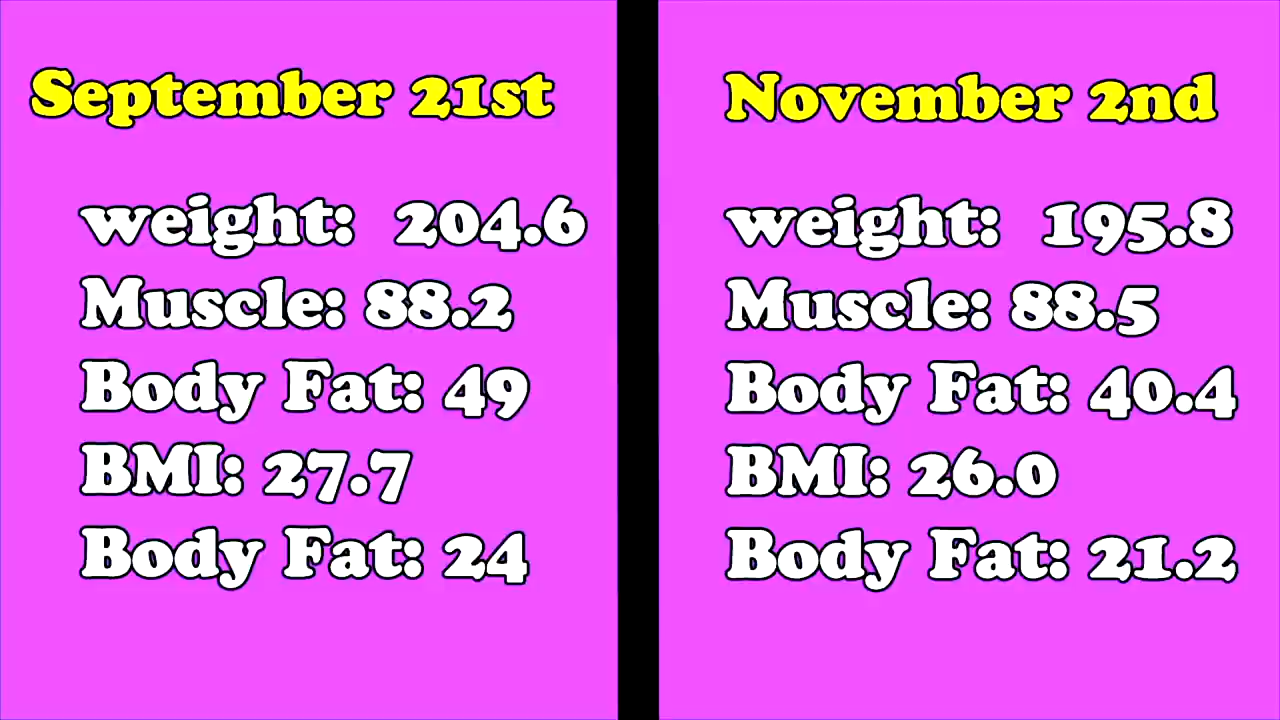 September 21st
weight: 204.6
Muscle: 88.2
Body Fat: 49
BMI: 27.7
Body Fat: 24
November 2nd
weight: 195.8
Muscle: 88.5
Body Fat: 40.4
BMI: 26.0
Body Fat: 21.2